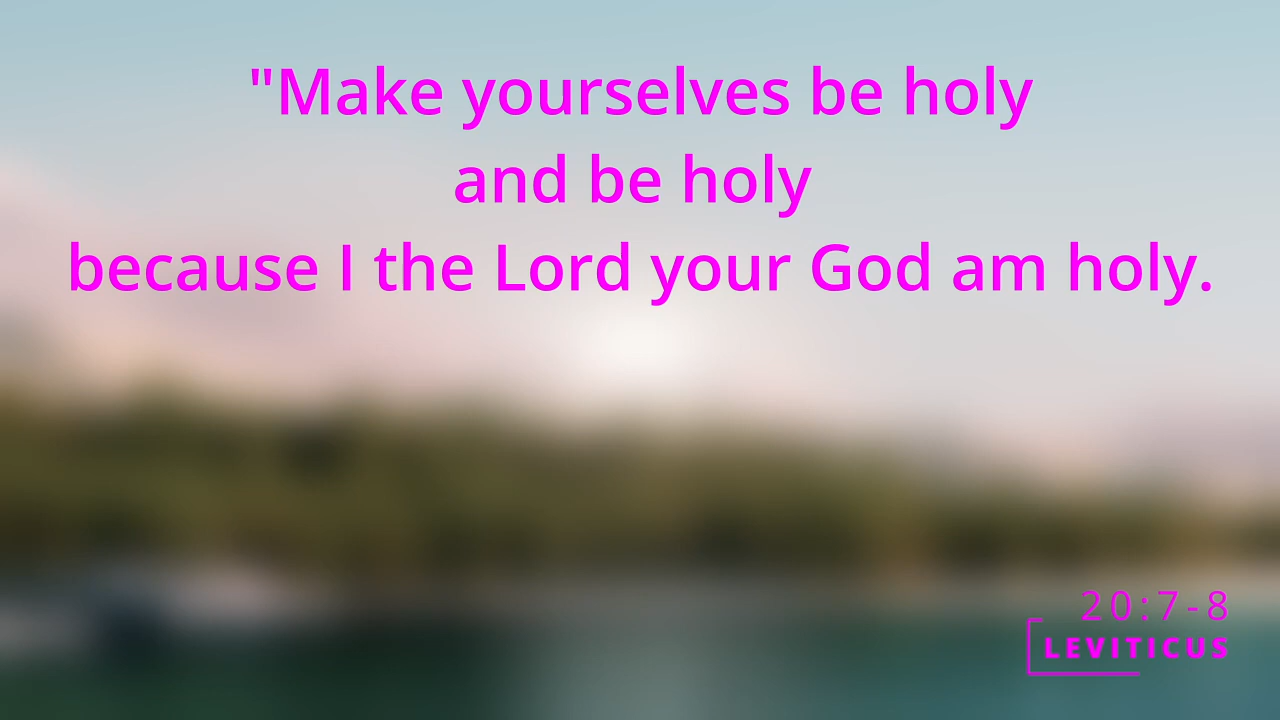 "Make yourselves be holy
and be holy
because I the Lord your God am holy.
20:7-8
LEVITICUS